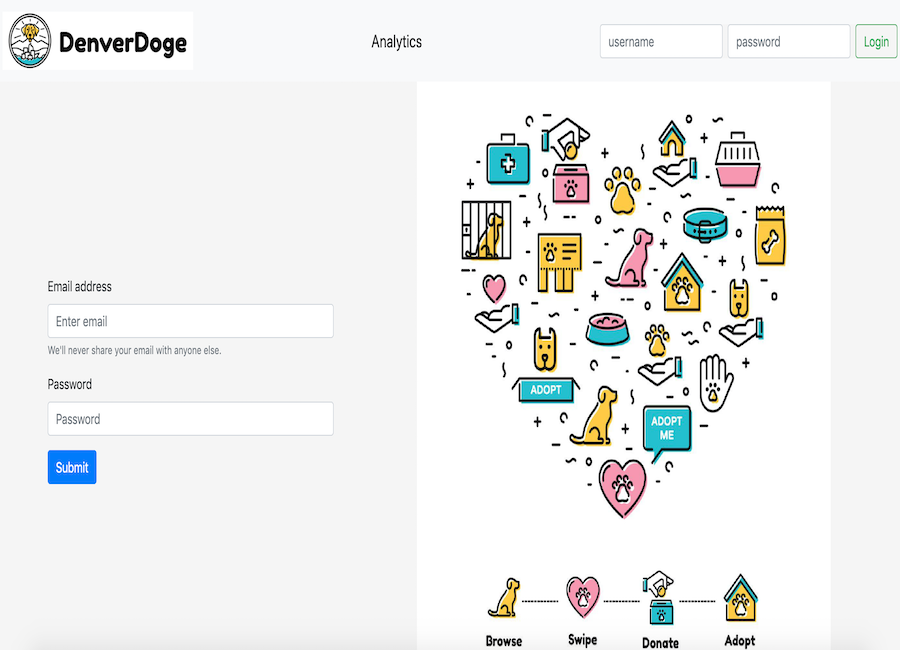 DenverDoge
Analytics
username
password
Login
Email address
Enter email
We'll never share your email with anyone else.
Password
Password
Submit
ADOPT
ADOPT
ME
Browse
Swipe
Donate
Adopt